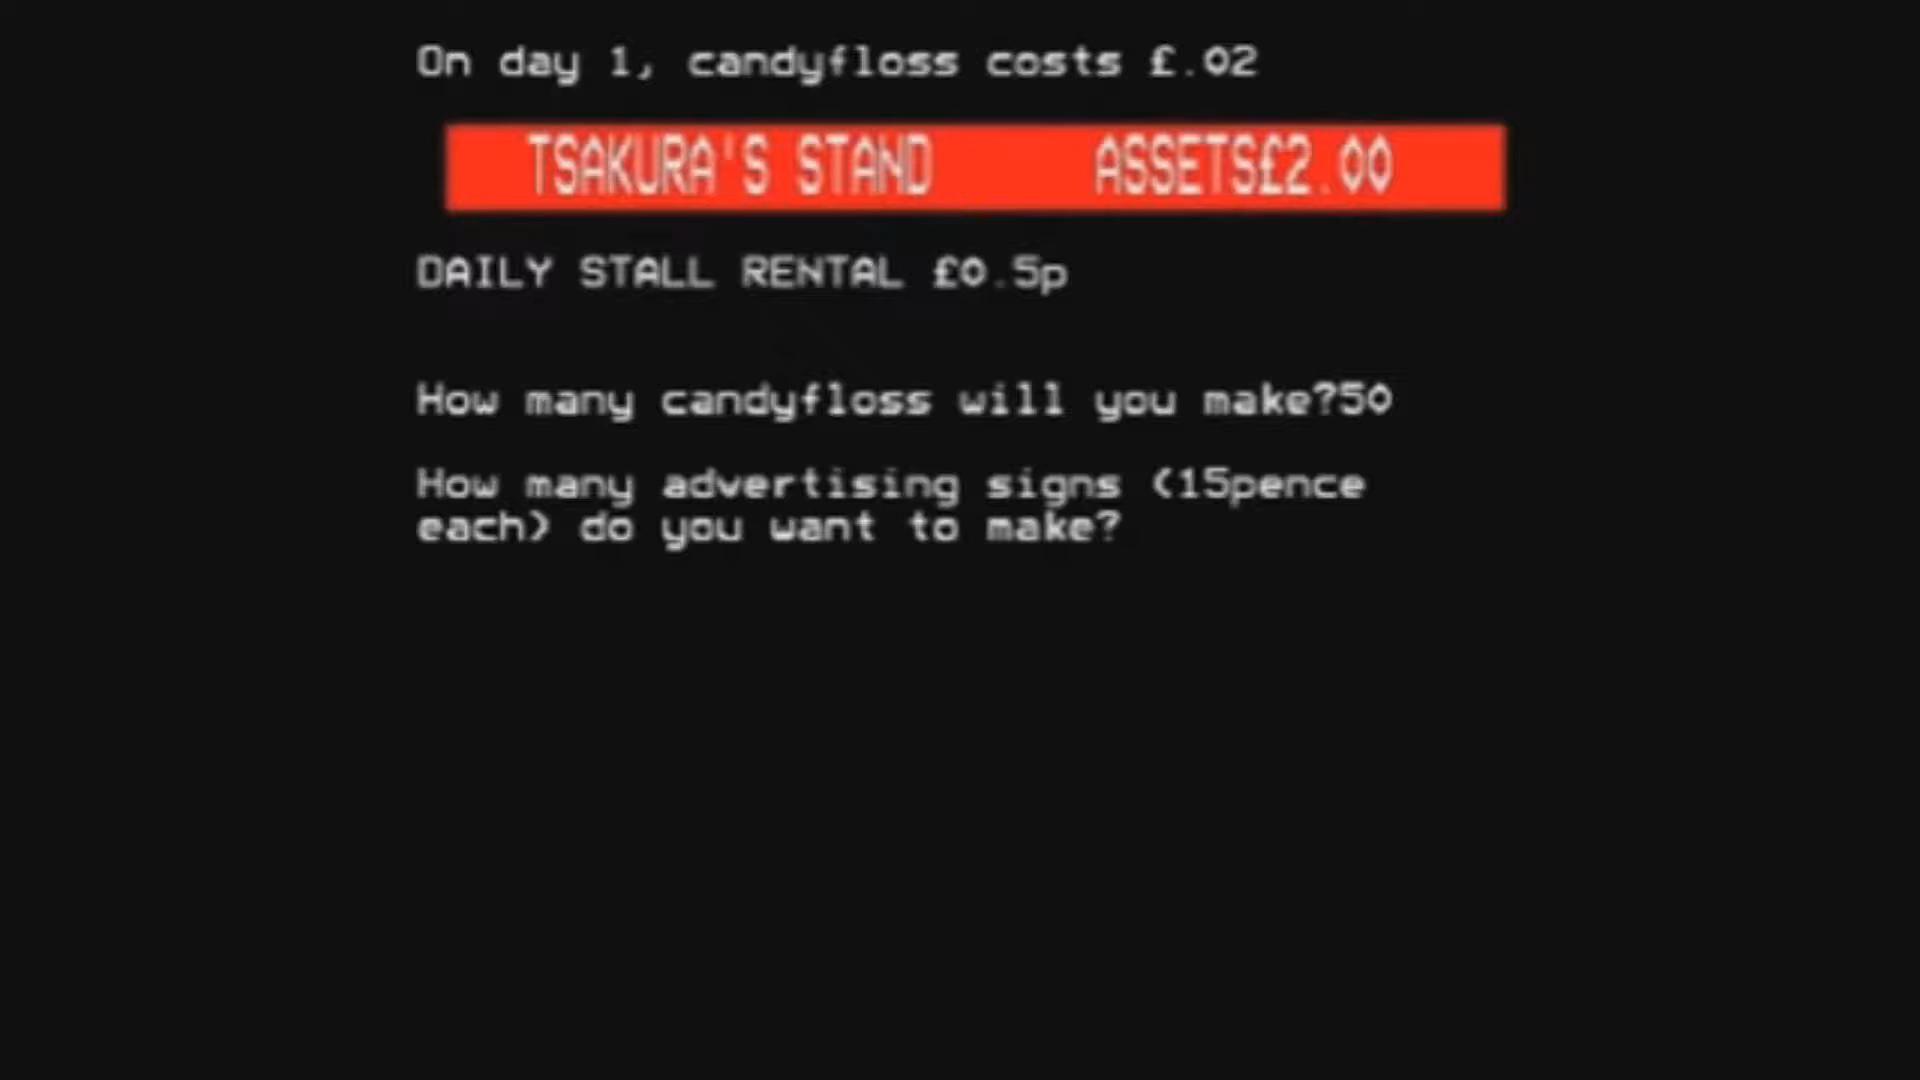 On day 1, candyfloss costs £.02
TSAKURA'S STAND ASSETS£2.00
DAILY STALL RENTAL £0.5p
How many candyfloss will you make?50
How many advertising signs (15pence
each) do you want to make?